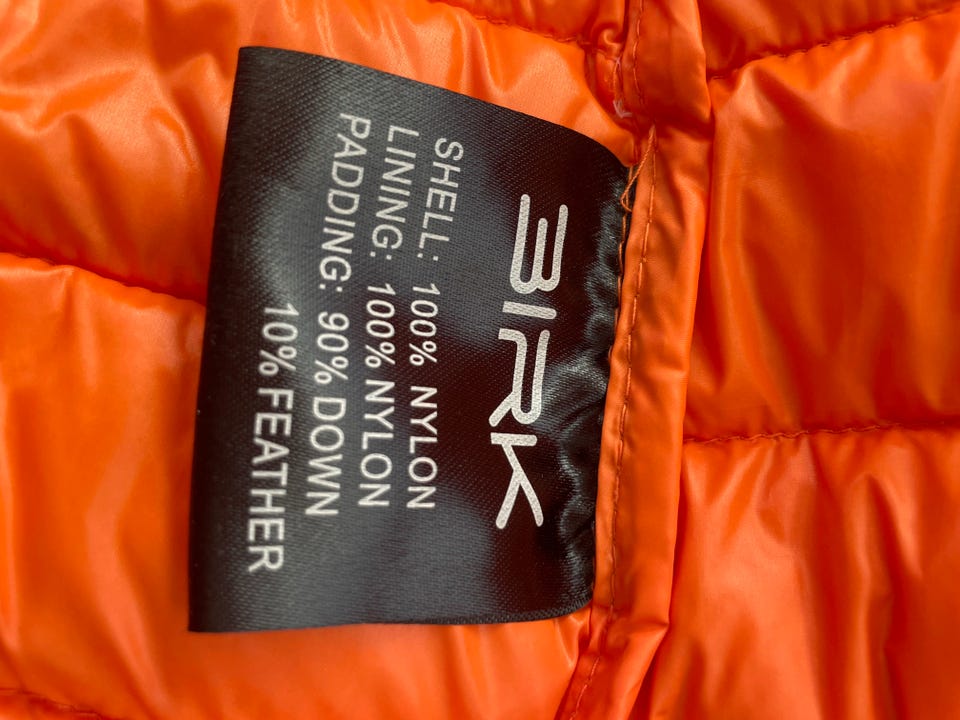 BIRK
SHELL: 100% NYLON
LINING: 100% NYLON
PADDING: 90% DOWN
10% FEATHER